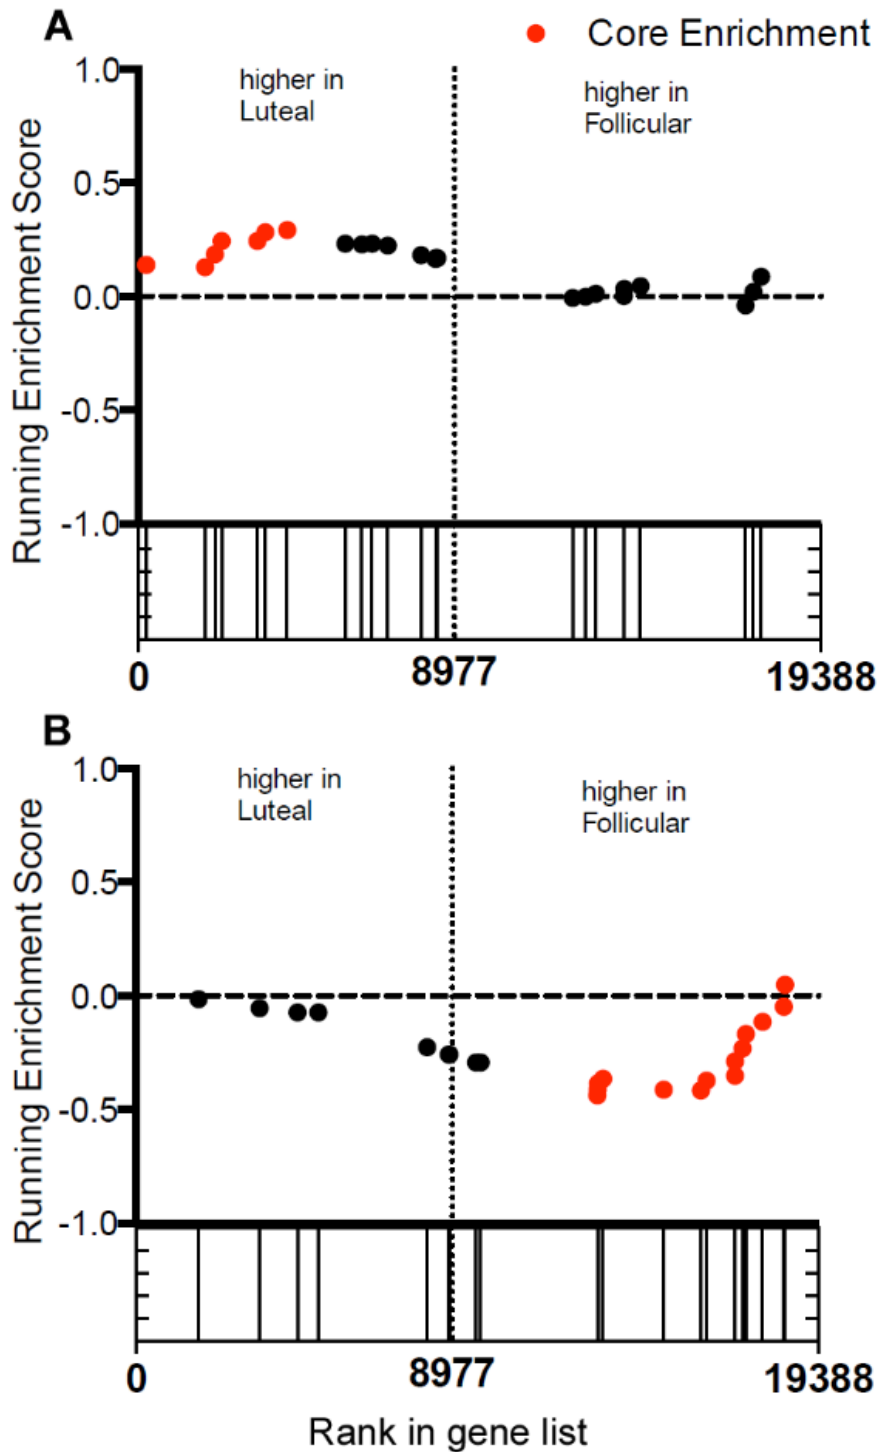 A
Core Enrichment
1.0
higher in
Luteal
higher in
Follicular
0.5
Running Enrichment Score
0.0
-0.5
-1.0
0
8977
19388
B
1.0
higher in
Luteal
higher in
Follicular
0.5
Running Enrichment Score
0.0
-0.5
-1.0
0
8977
19388
Rank in gene list